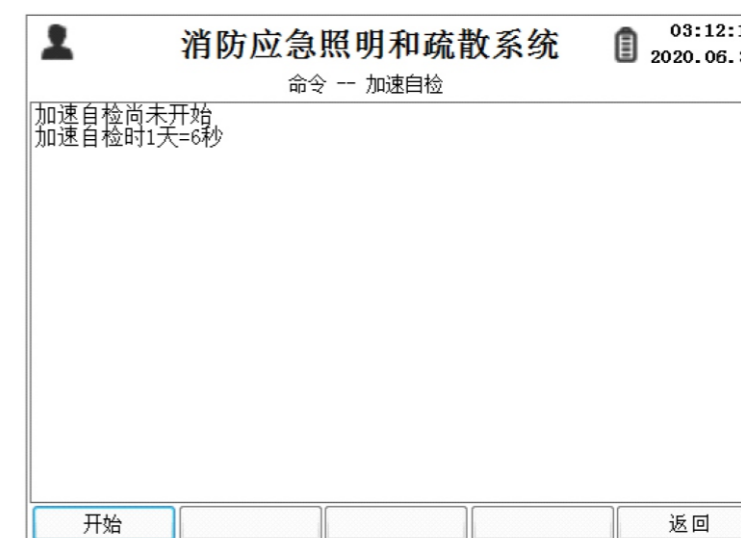 消防应急照明和疏散系统
03:12:1
2020.06.
命令 -- 加速自检
加速自检尚未开始
加速自检时1天=6秒
开始
返回